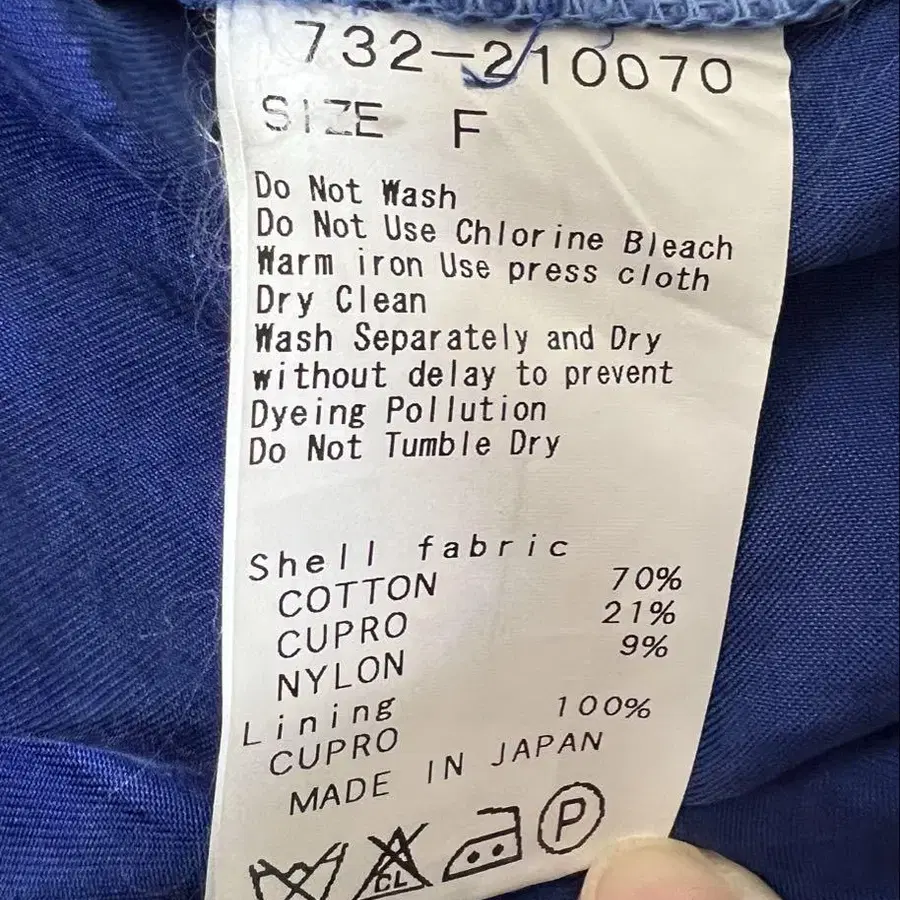 732-210070
SIZE F
Do Not Wash
Do Not Use Chlorine Bleach
Warm iron Use press cloth
Dry Clean
Wash Separately and Dry
without delay to prevent
Dyeing Pollution
Do Not Tumble Dry
Shell fabric
COTTON 70%
CUPRO 21%
NYLON 9%
Lining
CUPRO 100%
MADE IN JAPAN
CL P